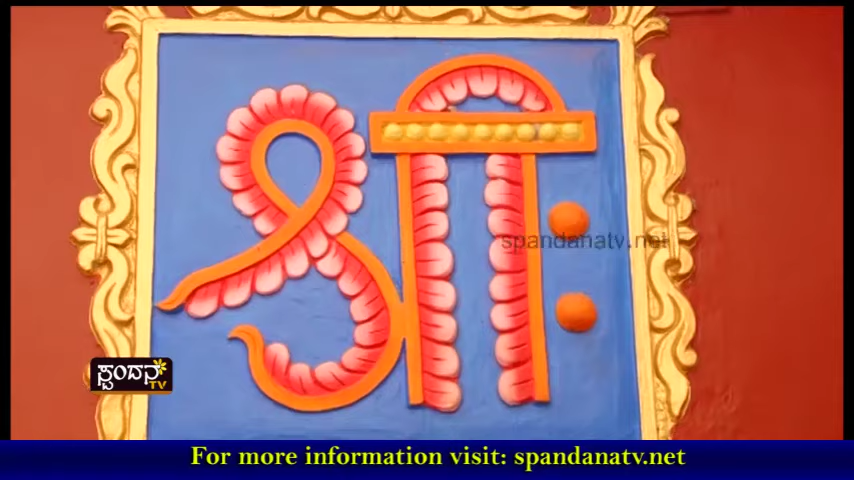 श्रीः
spandanatv.net
ಸ್ಪಂದನ
TV
For more information visit: spandanatv.net